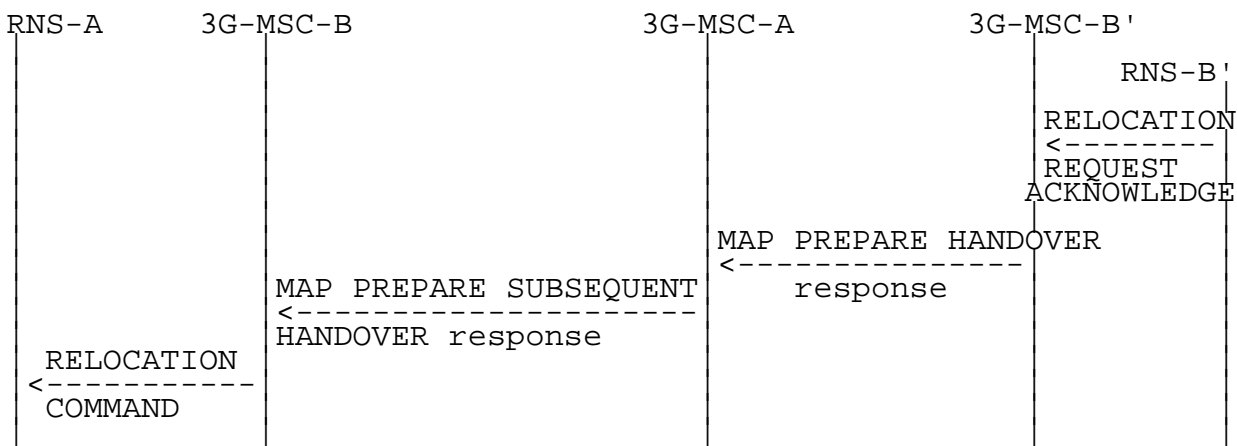 RNS-A 3G-MSC-B 3G-MSC-A 3G-MSC-B'
RNS-B'
RELOCATION
REQUEST
ACKNOWLEDGE
MAP PREPARE HANDOVER
response
MAP PREPARE SUBSEQUENT
HANDOVER response
RELOCATION
COMMAND